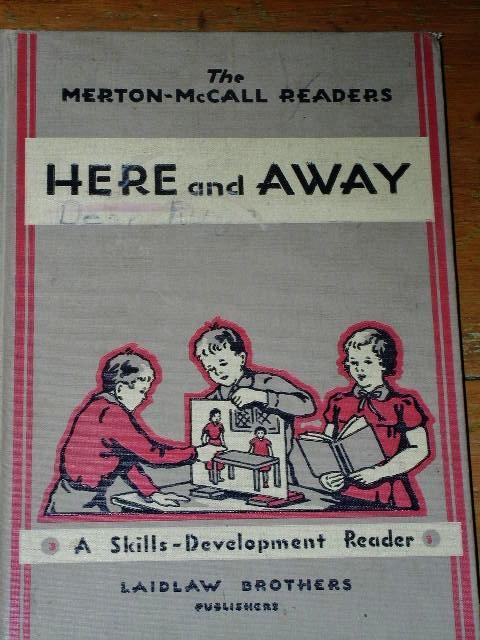 The
MERTON-McCALL READERS
HERE and AWAY
A Skills-Development Reader
LAIDLAW BROTHERS
PUBLISHERS